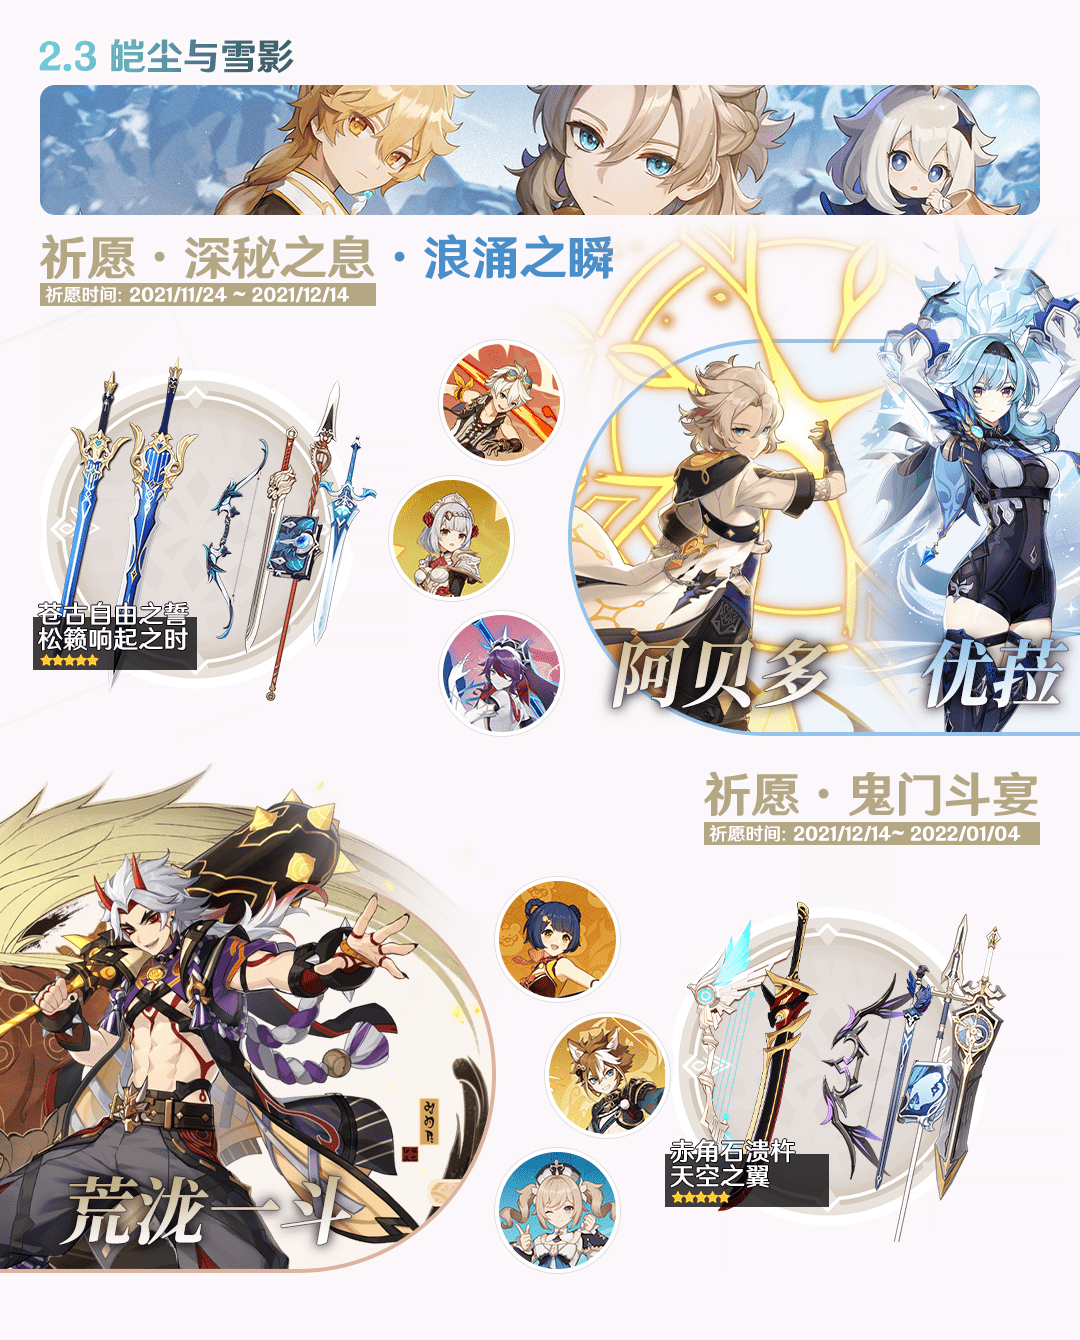 2.3 皑尘与雪影
祈愿·深秘之息·浪涌之瞬
祈愿时间: 2021/11/24 ~ 2021/12/14
苍古自由之誓
松籁响起之时
阿贝多
优菈
祈愿·鬼门斗宴
祈愿时间: 2021/12/14~ 2022/01/04
赤角石溃杵
天空之翼
荒泷一斗